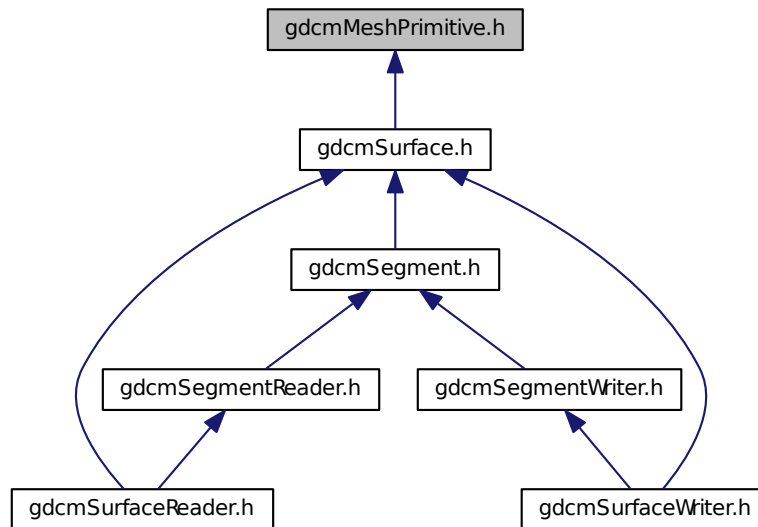 gdcmMeshPrimitive.h
gdcmSurface.h
gdcmSegment.h
gdcmSegmentReader.h
gdcmSegmentWriter.h
gdcmSurfaceReader.h
gdcmSurfaceWriter.h